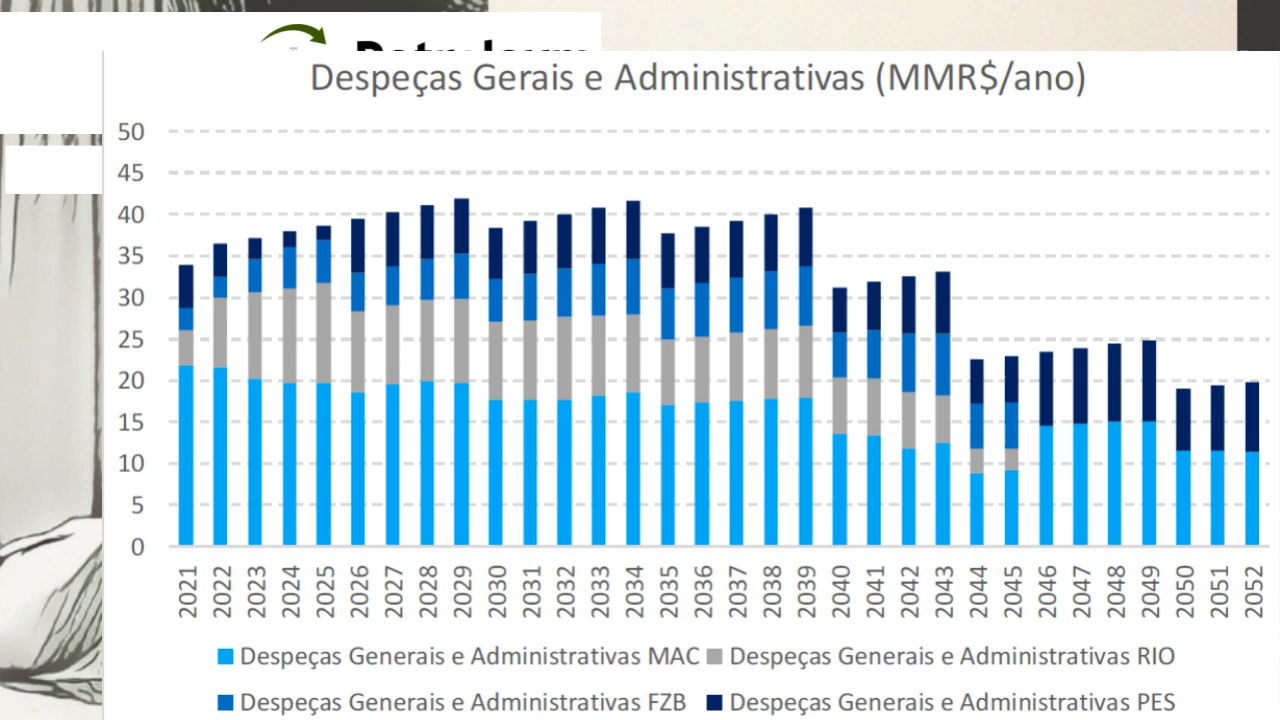 Despeças Gerais e Administrativas (MMR$/ano)
50
45
40
35
30
25
20
15
10
5
0
2021 2022 2023 2024 2025 2026 2027 2028 2029 2030 2031 2032 2033 2034 2035 2036 2037 2038 2039 2040 2041 2042 2043 2044 2045 2046 2047 2048 2049 2050 2051 2052
Despeças Generais e Administrativas MAC Despeças Generais e Administrativas RIO
Despeças Generais e Administrativas FZB Despeças Generais e Administrativas PES